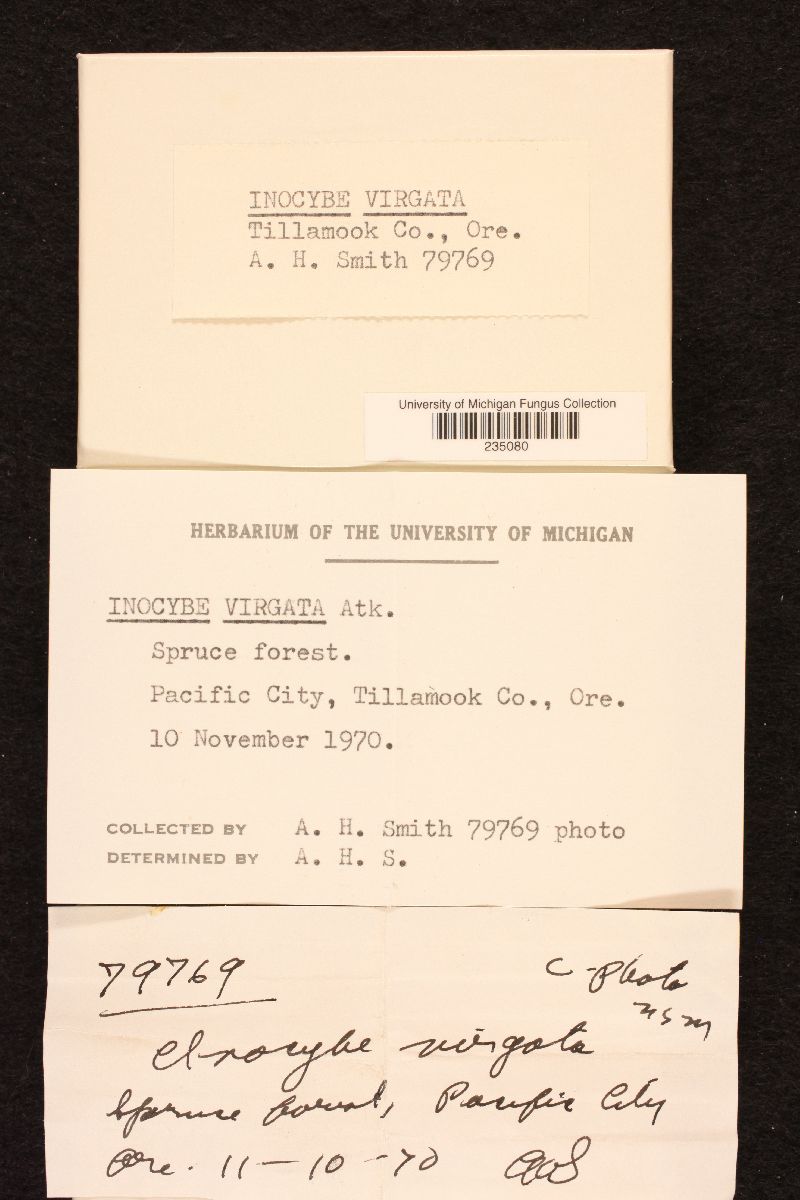 INOCYBE VIRGATA
Tillamook Co., Ore.
A. H. Smith 79769
University of Michigan Fungus Collection
235080
HERBARIUM OF THE UNIVERSITY OF MICHIGAN
INOCYBE VIRGATA Atk.
Spruce forest.
Pacific City, Tillamook Co., Ore.
10 November 1970.
COLLECTED BY A. H. Smith 79769 photo
DETERMINED BY A. H. S.
79769
C-photo
Inocybe virgata
Spruce forest, Pacific City
Ore. 11-10-70 AHS